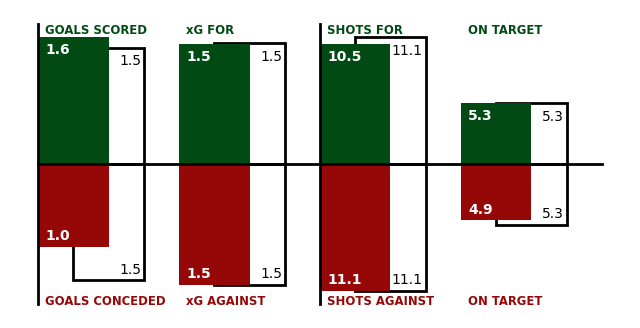 GOALS SCORED xG FOR SHOTS FOR ON TARGET
1.6 1.5 1.5 1.5 10.5 11.1 5.3 5.3
1.0 1.5 1.5 1.5 11.1 11.1 4.9 5.3
GOALS CONCEDED xG AGAINST SHOTS AGAINST ON TARGET